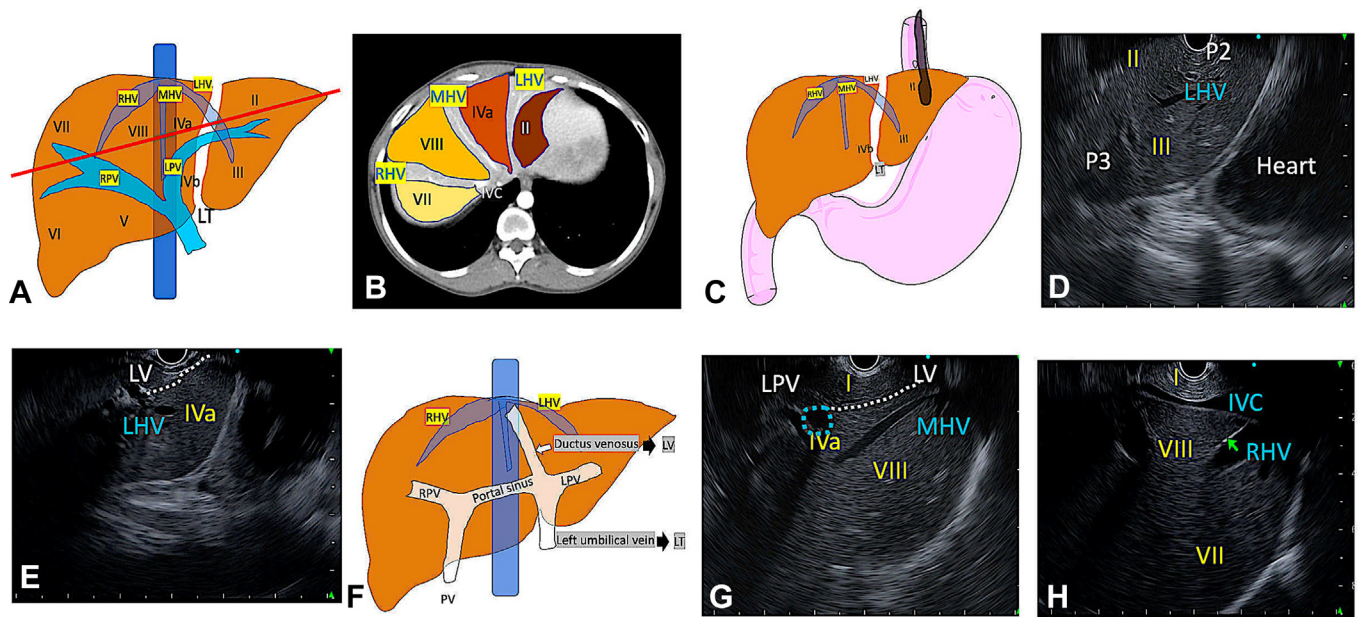 RHV
MHV
LHV
II
VII
VIII
IVa
RPV
LPV
IVb
III
LT
VI
V
A
MHV
LHV
IVa
II
VIII
RHV
IVC
VII
B
LHV
RHV
MHV
II
IVb
III
LT
C
P2
II
LHV
III
P3
Heart
D
LV
IVa
LHV
E
RHV
LHV
Ductus venosus
LV
RPV
Portal sinus
LPV
Left umbilical vein
LT
PV
F
LPV
I
LV
IVa
MHV
VIII
G
I
IVC
VIII
RHV
VII
H